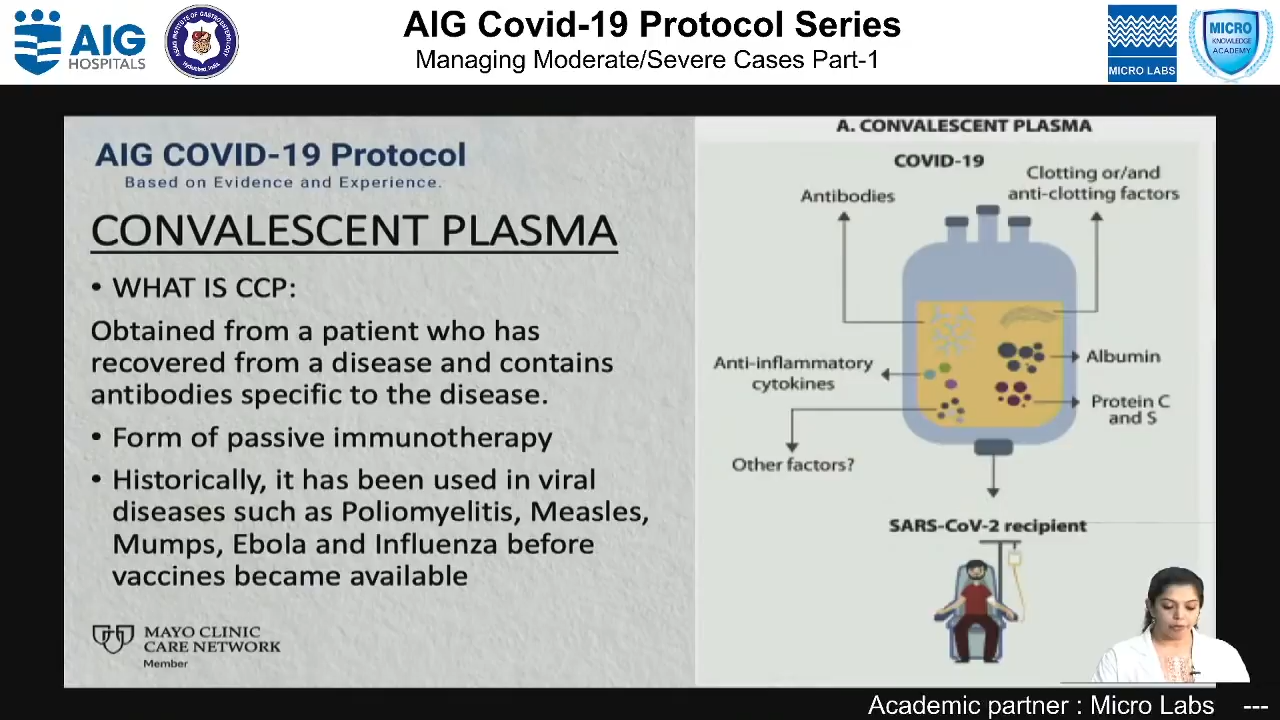 AIG
HOSPITALS
AIG Covid-19 Protocol Series
Managing Moderate/Severe Cases Part-1
MICRO LABS
MICRO
KNOWLEDGE
ACADEMY
AIG COVID-19 Protocol
Based on Evidence and Experience.
CONVALESCENT PLASMA
• WHAT IS CCP:
Obtained from a patient who has
recovered from a disease and contains
antibodies specific to the disease.
• Form of passive immunotherapy
• Historically, it has been used in viral
diseases such as Poliomyelitis, Measles,
Mumps, Ebola and Influenza before
vaccines became available
MAYO CLINIC
CARE NETWORK
Member
A. CONVALESCENT PLASMA
COVID-19
Antibodies
Clotting or/and
anti-clotting factors
Anti-inflammatory
cytokines
Albumin
Protein C
and S
Other factors?
SARS-CoV-2 recipient
Academic partner : Micro Labs ---